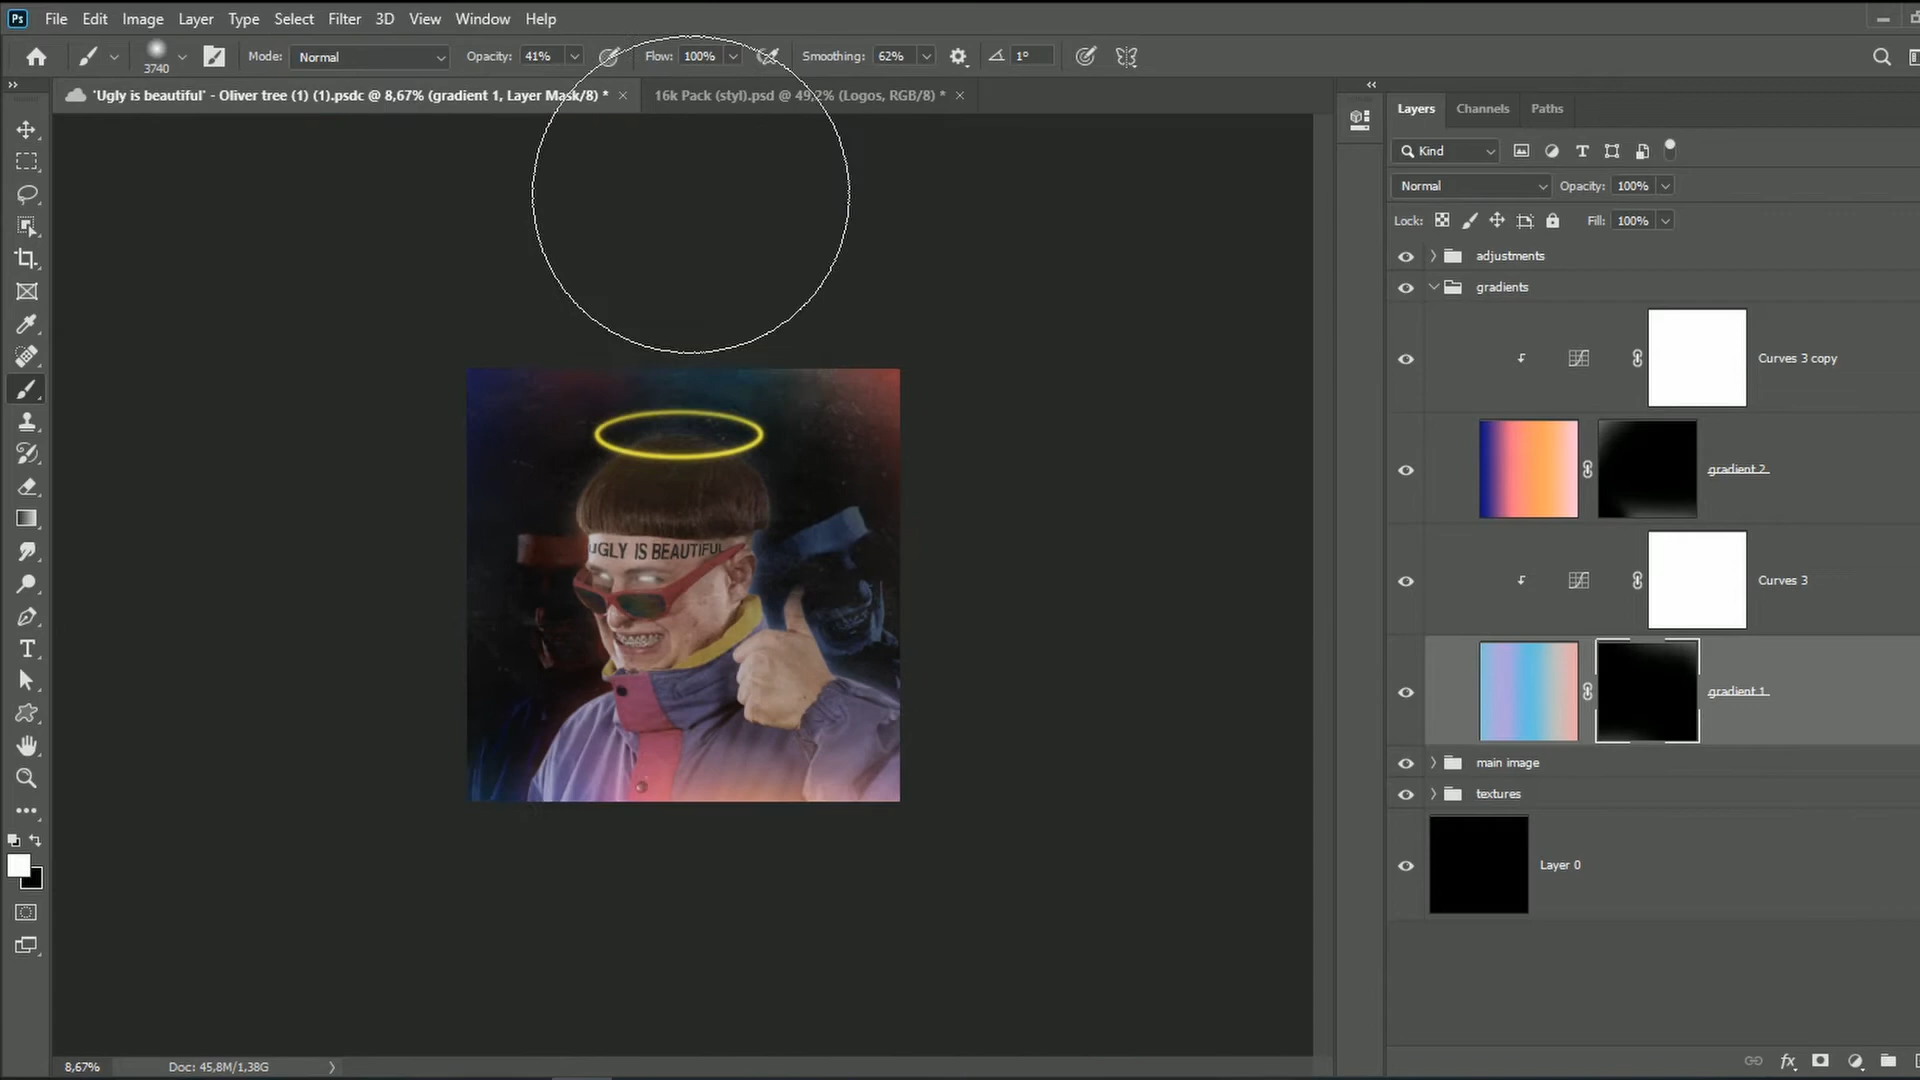 Ps File Edit Image Layer Type Select Filter 3D View Window Help
3740 Mode: Normal Opacity: 41% Flow: 100% Smoothing: 62% 1°
'Ugly is beautiful' - Oliver tree (1) (1).psdc @ 8,67% (gradient 1, Layer Mask/8) * 16k Pack (styl).psd @ 49,2% (Logos, RGB/8) *
Layers Channels Paths
Kind
Normal Opacity: 100%
Lock: Fill: 100%
adjustments
gradients
Curves 3 copy
gradient 2
Curves 3
gradient 1
main image
textures
Layer 0
UGLY IS BEAUTIFUL
8,67% Doc: 45,8M/1,38G